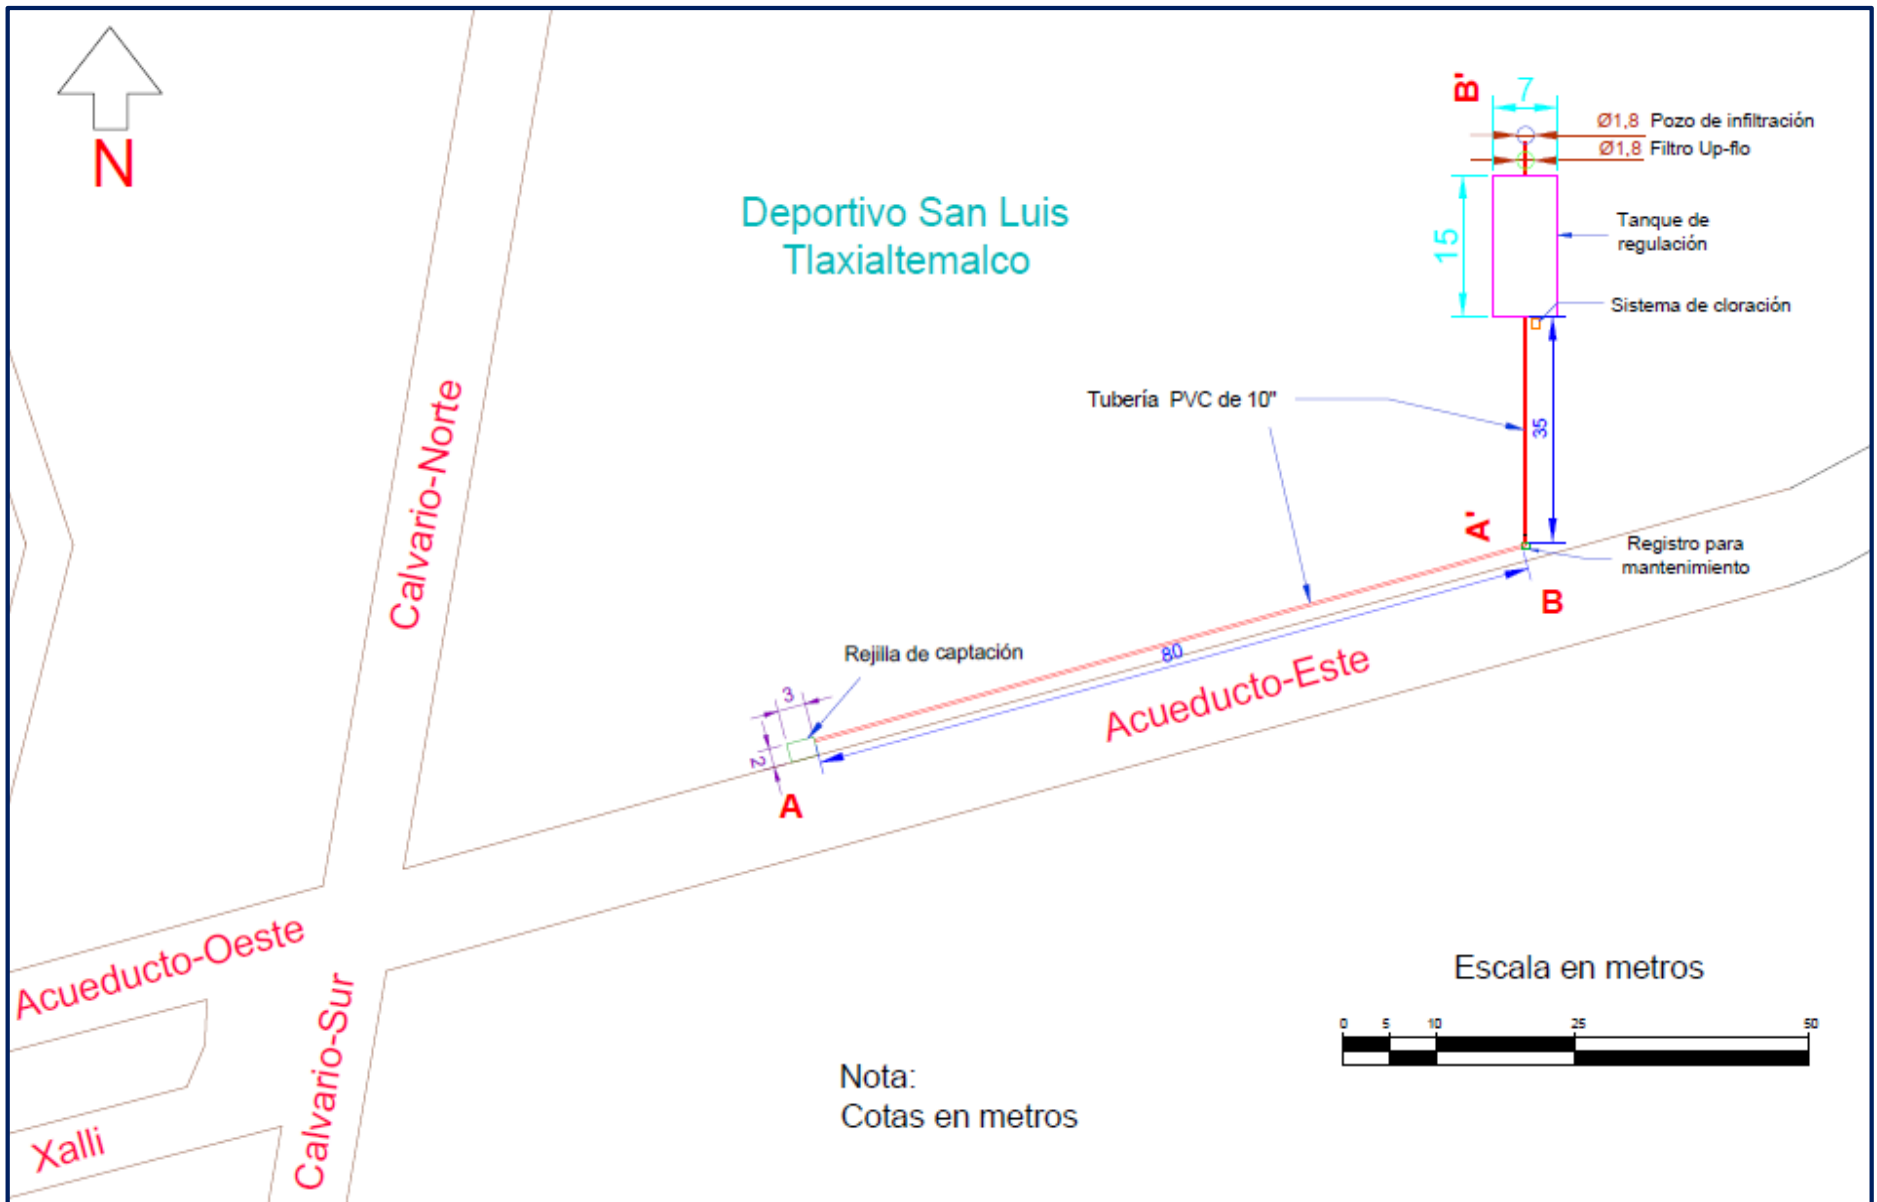 N
B'
7
Ø1,8 Pozo de infiltración
Ø1,8 Filtro Up-flo
Deportivo San Luis
Tlaxialtemalco
15
Tanque de
regulación
Sistema de cloración
Tubería PVC de 10"
35
Calvario-Norte
A'
Registro para
mantenimiento
B
Rejilla de captación
80
3
2
A
Acueducto-Este
Acueducto-Oeste
Calvario-Sur
Xalli
Escala en metros
0 5 10 25 50
Nota:
Cotas en metros